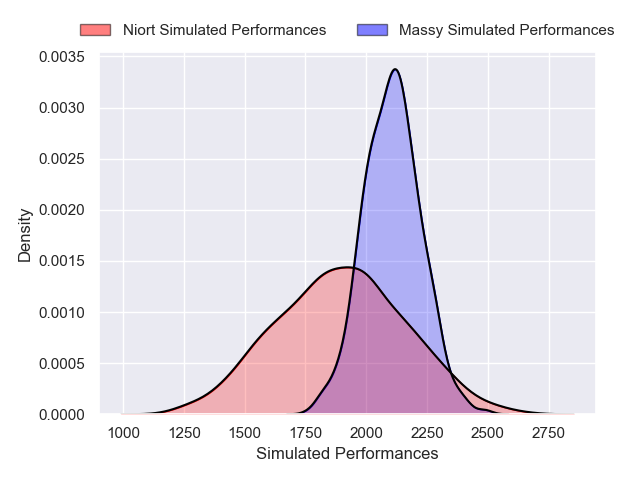 Niort Simulated Performances
Massy Simulated Performances
0.0035
0.0030
0.0025
0.0020
0.0015
0.0010
0.0005
0.0000
Density
1000 1250 1500 1750 2000 2250 2500 2750
Simulated Performances